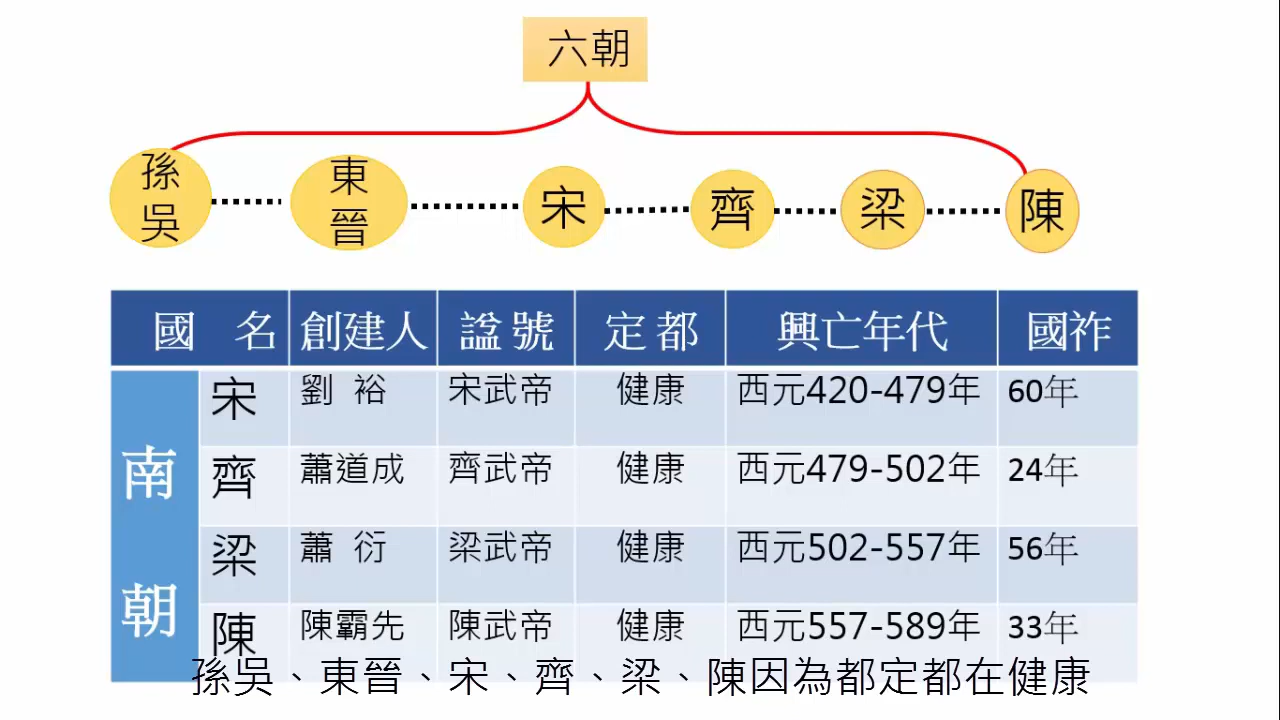 六朝
孫吳
東晉
宋
齊
梁
陳
國 名 創建人 諡號 定都 興亡年代 國祚
南朝
宋 劉 裕 宋武帝 健康 西元420-479年 60年
齊 蕭道成 齊武帝 健康 西元479-502年 24年
梁 蕭 衍 梁武帝 健康 西元502-557年 56年
陳 陳霸先 陳武帝 健康 西元557-589年 33年
孫吳、東晉、宋、齊、梁、陳因為都定都在健康